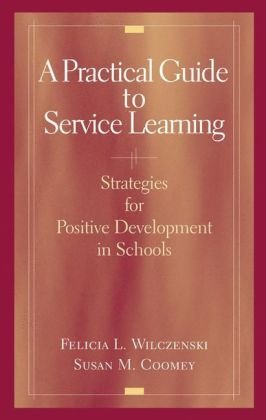 A Practical Guide
to
Service Learning
Strategies
for
Positive Development
in Schools
Felicia L. Wilczenski
Susan M. Coomey